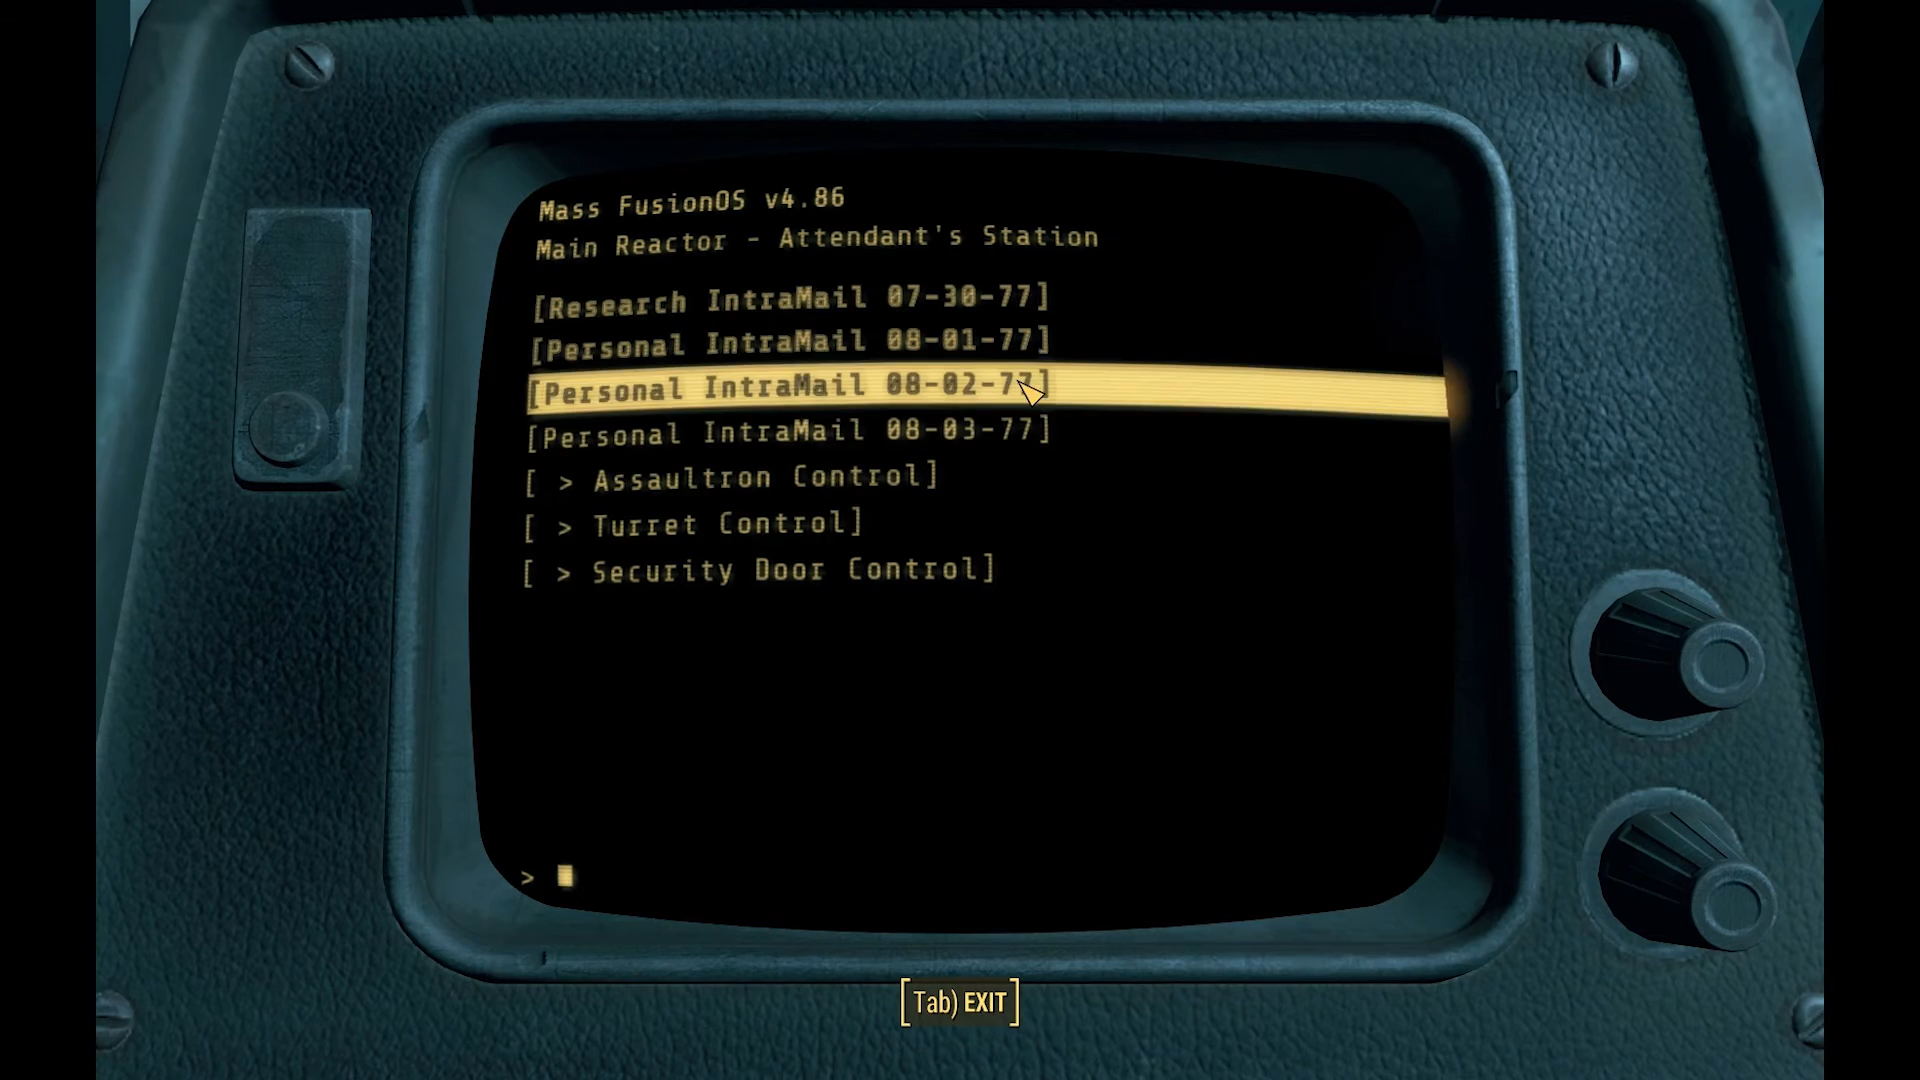 Mass FusionOS v4.86
Main Reactor - Attendant's Station
[Research IntraMail 07-30-77]
[Personal IntraMail 08-01-77]
[Personal IntraMail 08-02-77]
[Personal IntraMail 08-03-77]
[ > Assaultron Control]
[ > Turret Control]
[ > Security Door Control]
>
[Tab) EXIT]